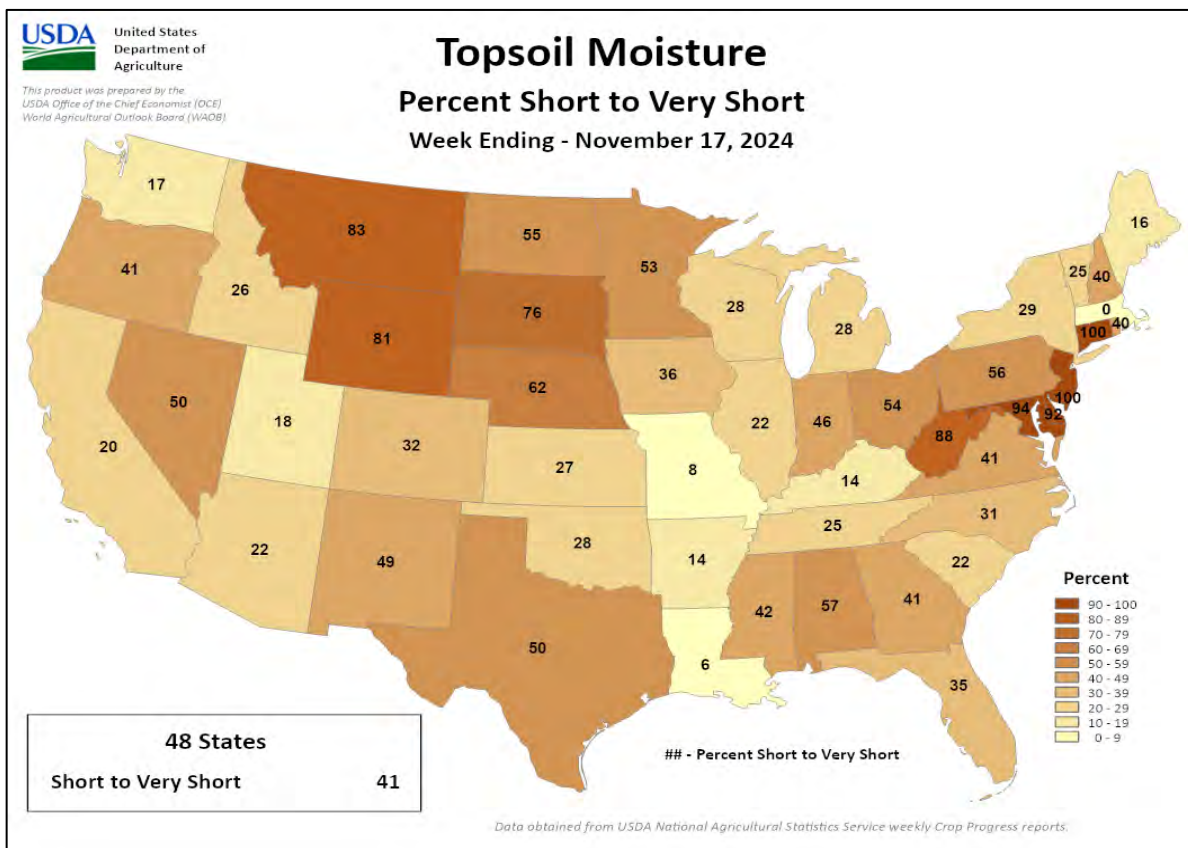 USDA
United States
Department of
Agriculture
This product was prepared by the
USDA Office of the Chief Economist (OCE)
World Agricultural Outlook Board (WAOB)
Topsoil Moisture
Percent Short to Very Short
Week Ending - November 17, 2024
17
83
55
53
16
41
26
76
28
28
29
25
40
0
100
40
81
62
36
56
100
50
18
32
22
46
54
94
92
88
20
27
8
14
41
22
49
28
14
25
31
22
50
42
57
41
6
35
Percent
90 - 100
80 - 89
70 - 79
60 - 69
50 - 59
40 - 49
30 - 39
20 - 29
10 - 19
0 - 9
48 States
Short to Very Short 41
## - Percent Short to Very Short
Data obtained from USDA National Agricultural Statistics Service weekly Crop Progress reports.